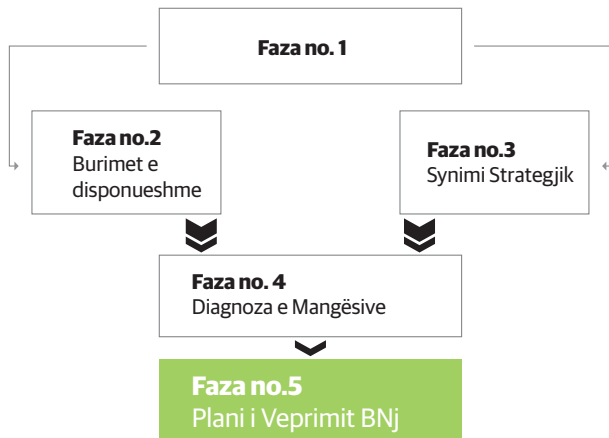 Faza no. 1
Faza no.2
Burimet e
disponueshme
Faza no.3
Synimi Strategjik
Faza no. 4
Diagnoza e Mangësive
Faza no.5
Plani i Veprimit BNj